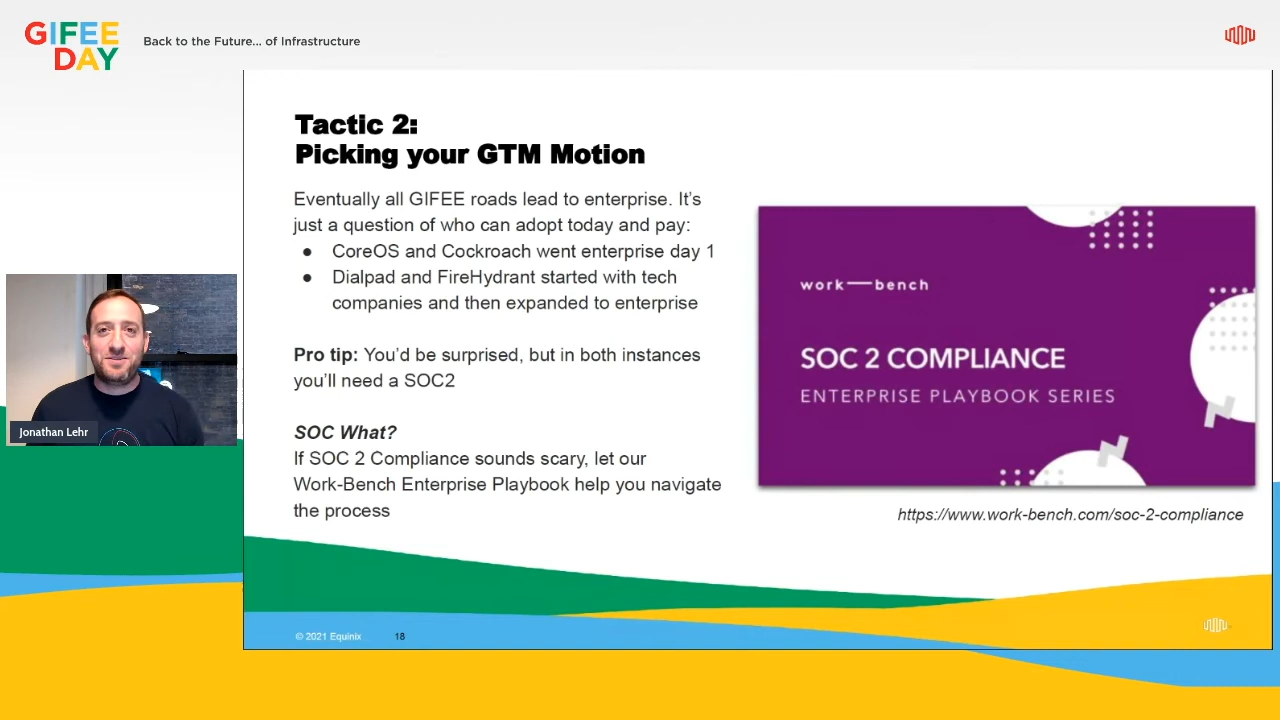 GIFEE
DAY
Back to the Future... of Infrastructure
Tactic 2:
Picking your GTM Motion
Eventually all GIFEE roads lead to enterprise. It's
just a question of who can adopt today and pay:
● CoreOS and Cockroach went enterprise day 1
● Dialpad and FireHydrant started with tech
companies and then expanded to enterprise
Pro tip: You'd be surprised, but in both instances
you'll need a SOC2
SOC What?
If SOC 2 Compliance sounds scary, let our
Work-Bench Enterprise Playbook help you navigate
the process
work—bench
SOC 2 COMPLIANCE
ENTERPRISE PLAYBOOK SERIES
https://www.work-bench.com/soc-2-compliance
Jonathan Lehr
© 2021 Equinix 18